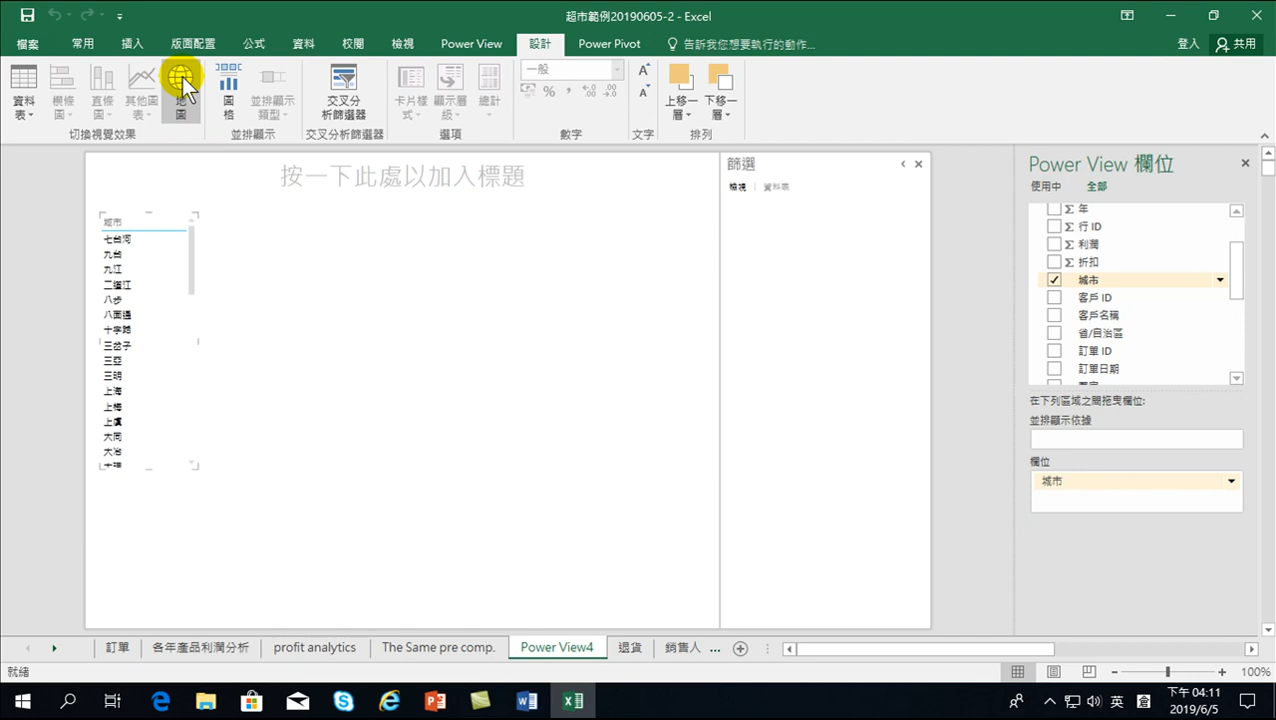 超市範例20190605-2 - Excel
檔案 常用 插入 版面配置 公式 資料 校閱 檢視 Power View 設計 Power Pivot 告訴我您想要執行的動作... 登入 共用
資料表 橫條圖 直條圖 其他圖表 地圖 圖格 並排顯示類型 交叉分析篩選器 卡片樣式 顯示層級 總計 一般 上移一層 下移一層
切換視覺效果 並排顯示 交叉分析篩選器 選項 數字 文字 排列
按一下此處以加入標題
城市
七台河
九台
九江
二道江
八步
八面通
十字路
三岔子
三亞
三明
上海
上梅
上虞
大同
大冶
篩選
檢視 | 資料表
Power View 欄位
使用中 全部
Σ 年
Σ 行 ID
Σ 利潤
Σ 折扣
城市
客戶 ID
客戶名稱
省/自治區
訂單 ID
訂單日期
在下列區域之間拖曳欄位:
並排顯示依據
欄位
城市
訂單 各年產品利潤分析 profit analytics The Same pre comp. Power View4 退貨 銷售人 ...
就緒 100%
英 下午 04:11
2019/6/5